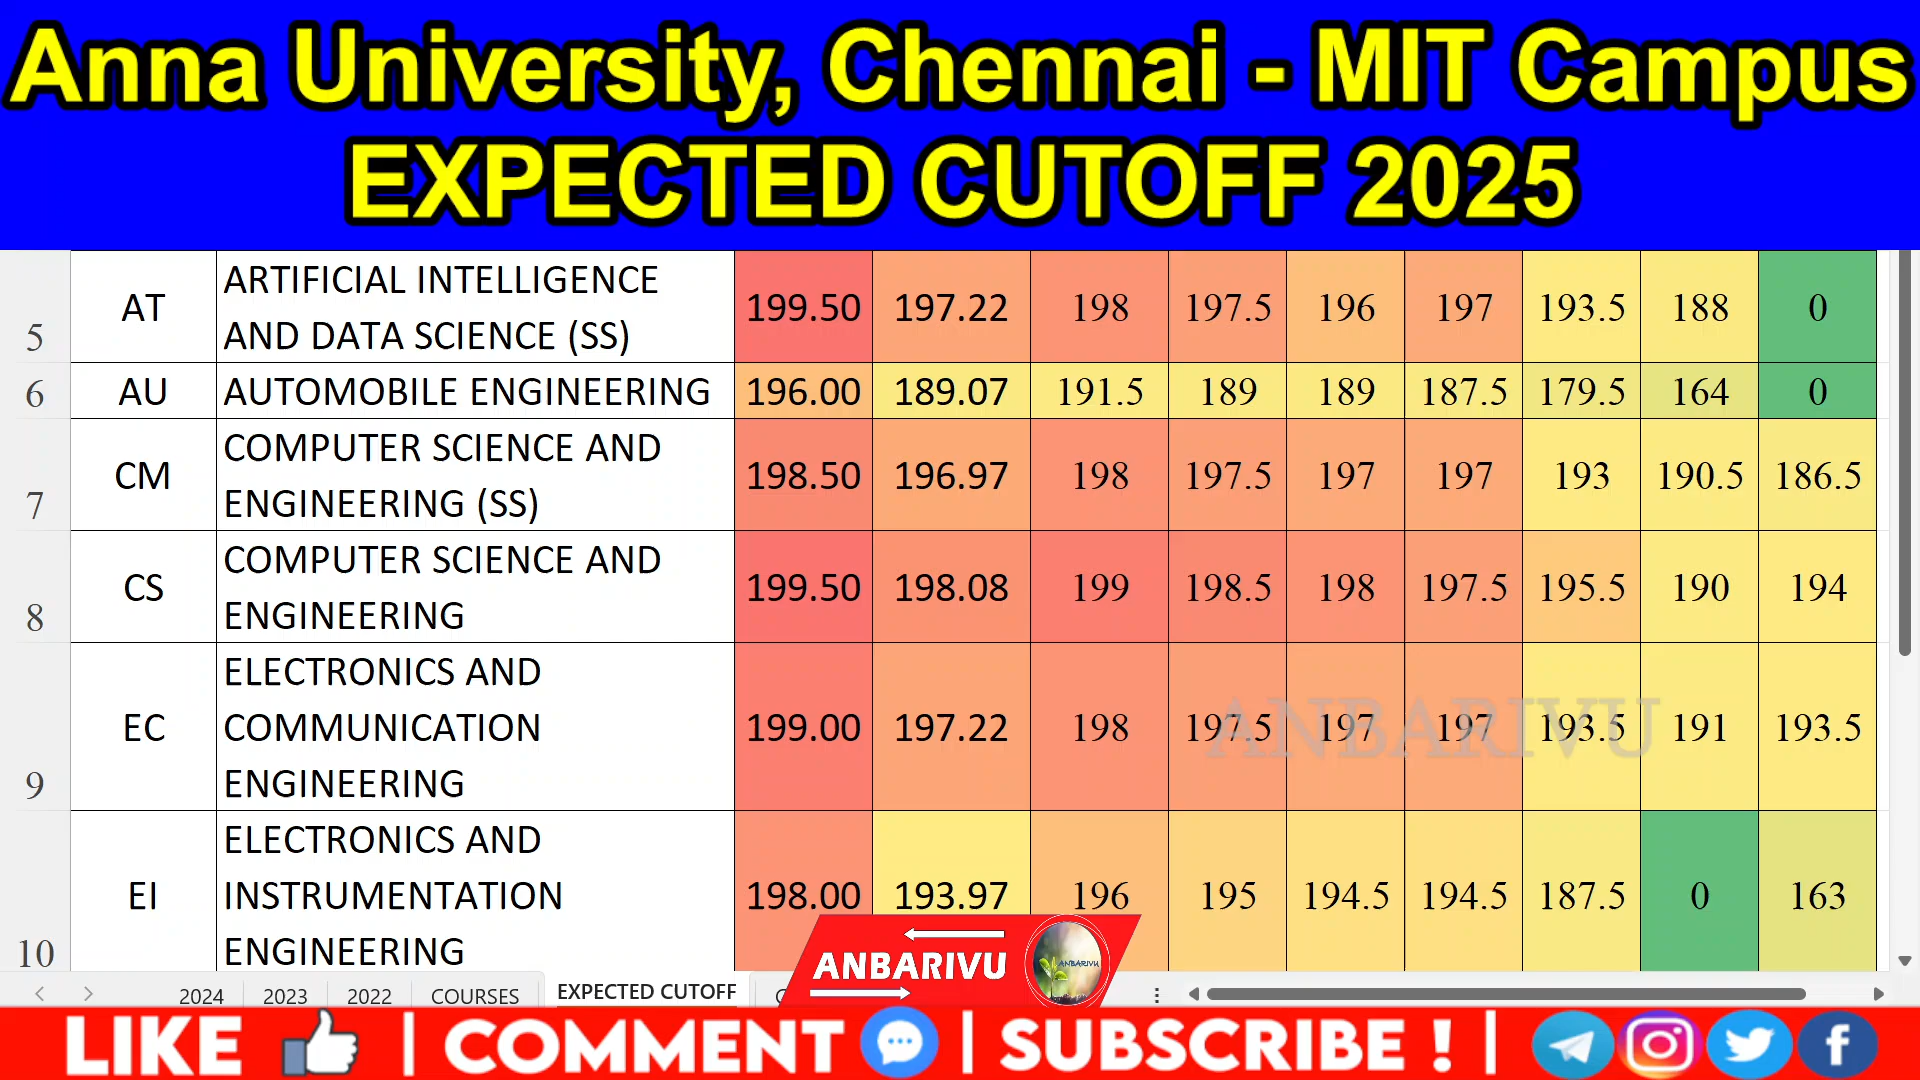 Anna University, Chennai - MIT Campus
EXPECTED CUTOFF 2025
5 AT ARTIFICIAL INTELLIGENCE AND DATA SCIENCE (SS) 199.50 197.22 198 197.5 196 197 193.5 188 0
6 AU AUTOMOBILE ENGINEERING 196.00 189.07 191.5 189 189 187.5 179.5 164 0
7 CM COMPUTER SCIENCE AND ENGINEERING (SS) 198.50 196.97 198 197.5 197 197 193 190.5 186.5
8 CS COMPUTER SCIENCE AND ENGINEERING 199.50 198.08 199 198.5 198 197.5 195.5 190 194
9 EC ELECTRONICS AND COMMUNICATION ENGINEERING 199.00 197.22 198 197.5 197 197 193.5 191 193.5
ANBARIVU
10 EI ELECTRONICS AND INSTRUMENTATION ENGINEERING 198.00 193.97 196 195 194.5 194.5 187.5 0 163
ANBARIVU
ANBARIVU
2024 2023 2022 COURSES EXPECTED CUTOFF
LIKE | COMMENT | SUBSCRIBE ! |